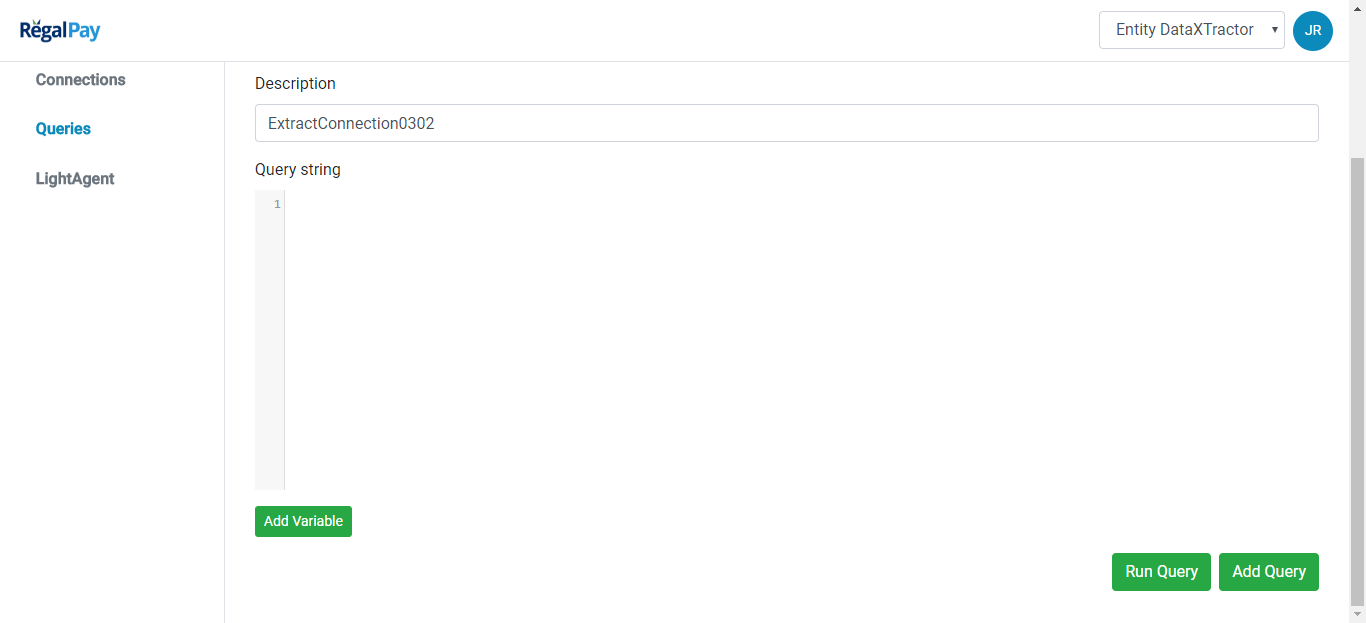 RegalPay
Entity DataXTractor
JR
Connections
Queries
LightAgent
Description
ExtractConnection0302
Query string
1
Add Variable
Run Query
Add Query